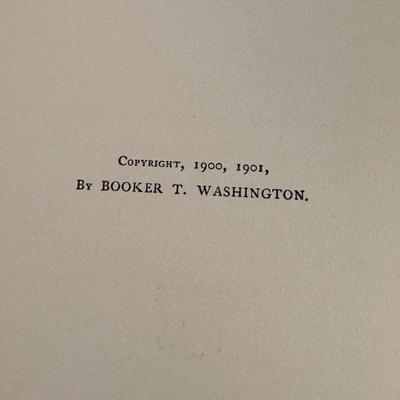 Copyright, 1900, 1901,
By BOOKER T. WASHINGTON.